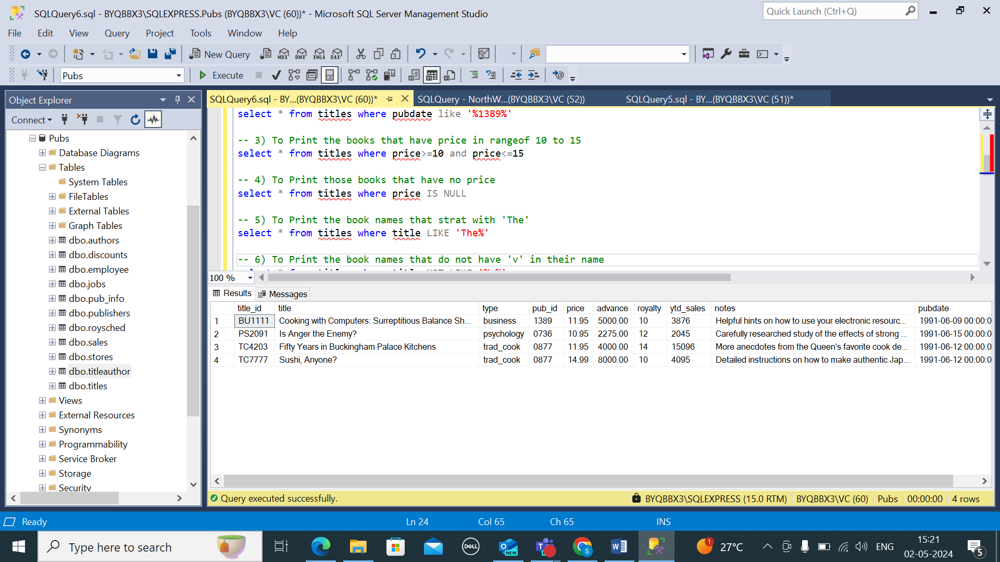 SQLQuery6.sql - BYQBBX3\SQLEXPRESS.Pubs (BYQBBX3\VC (60))* - Microsoft SQL Server Management Studio
Quick Launch (Ctrl+Q)
File Edit View Query Project Tools Window Help
New Query MDX DMX XMLA DAX
Pubs Execute
Object Explorer
Connect
Pubs
Database Diagrams
Tables
System Tables
FileTables
External Tables
Graph Tables
dbo.authors
dbo.discounts
dbo.employee
dbo.jobs
dbo.pub_info
dbo.publishers
dbo.roysched
dbo.sales
dbo.stores
dbo.titleauthor
dbo.titles
Views
External Resources
Synonyms
Programmability
Service Broker
Storage
Security
SQLQuery6.sql - BY...(BYQBBX3\VC (60))* SQLQuery - NorthW...(BYQBBX3\VC (52)) SQLQuery5.sql - BY...(BYQBBX3\VC (51))*
select * from titles where pubdate like '%1389%'
-- 3) To Print the books that have price in rangeof 10 to 15
select * from titles where price>=10 and price<=15
-- 4) To Print those books that have no price
select * from titles where price IS NULL
-- 5) To Print the book names that strat with 'The'
select * from titles where title LIKE 'The%'
-- 6) To Print the book names that do not have 'v' in their name
100 %
Results Messages
title_id title type pub_id price advance royalty ytd_sales notes pubdate
1 BU1111 Cooking with Computers: Surreptitious Balance Sh... business 1389 11.95 5000.00 10 3876 Helpful hints on how to use your electronic resourc... 1991-06-09 00:00:0
2 PS2091 Is Anger the Enemy? psychology 0736 10.95 2275.00 12 2045 Carefully researched study of the effects of strong ... 1991-06-15 00:00:0
3 TC4203 Fifty Years in Buckingham Palace Kitchens trad_cook 0877 11.95 4000.00 14 15096 More anecdotes from the Queen's favorite cook de... 1991-06-12 00:00:0
4 TC7777 Sushi, Anyone? trad_cook 0877 14.99 8000.00 10 4095 Detailed instructions on how to make authentic Jap... 1991-06-12 00:00:0
Query executed successfully. BYQBBX3\SQLEXPRESS (15.0 RTM) BYQBBX3\VC (60) Pubs 00:00:00 4 rows
Ready Ln 24 Col 65 Ch 65 INS
Type here to search DELL NEW S W 1 27°C ENG 15:21
02-05-2024 5